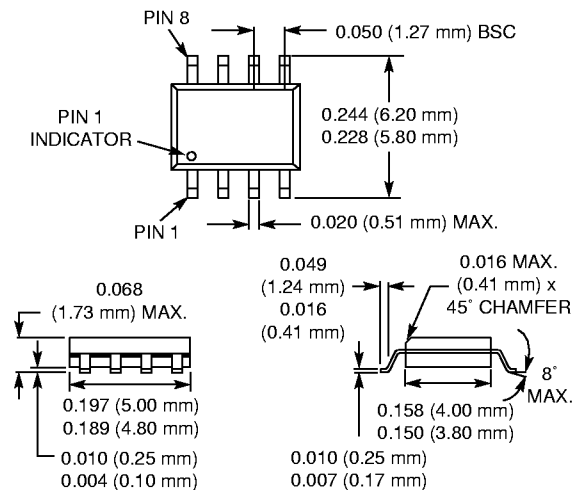 PIN 8
0.050 (1.27 mm) BSC
PIN 1
INDICATOR
0.244 (6.20 mm)
0.228 (5.80 mm)
PIN 1
0.020 (0.51 mm) MAX.
0.068
(1.73 mm) MAX.
0.197 (5.00 mm)
0.189 (4.80 mm)
0.010 (0.25 mm)
0.004 (0.10 mm)
0.049
(1.24 mm)
0.016
(0.41 mm)
0.016 MAX.
(0.41 mm) x
45° CHAMFER
8°
MAX.
0.158 (4.00 mm)
0.150 (3.80 mm)
0.010 (0.25 mm)
0.007 (0.17 mm)